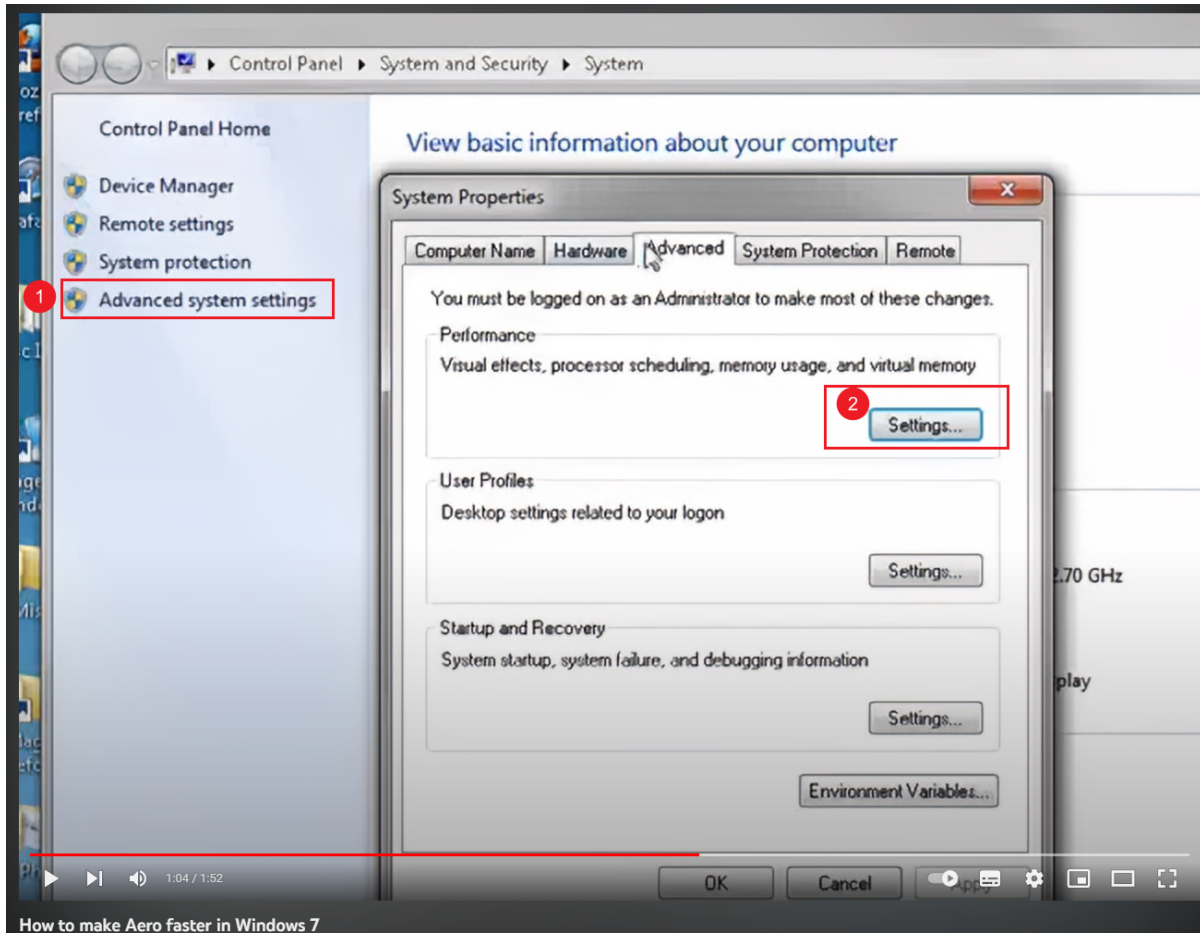 Control Panel ▸ System and Security ▸ System
Control Panel Home
Device Manager
Remote settings
System protection
1
Advanced system settings
View basic information about your computer
System Properties
Computer Name
Hardware
Advanced
System Protection
Remote
You must be logged on as an Administrator to make most of these changes.
Performance
Visual effects, processor scheduling, memory usage, and virtual memory
2
Settings...
User Profiles
Desktop settings related to your logon
Settings...
Startup and Recovery
System startup, system failure, and debugging information
Settings...
Environment Variables...
OK
Cancel
Apply
2.70 GHz
play
1:04 / 1:52
How to make Aero faster in Windows 7